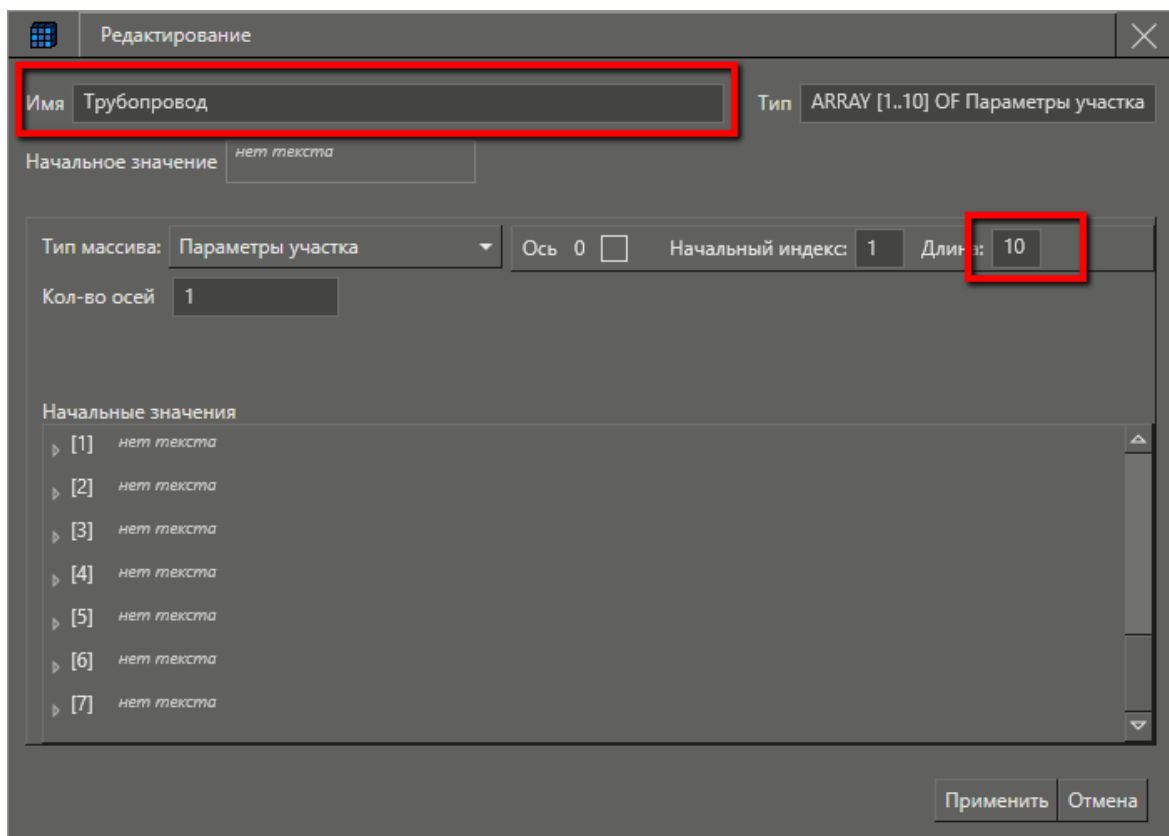 Редактирование
Имя Трубопровод Тип ARRAY [1..10] OF Параметры участка
Начальное значение нет текста
Тип массива: Параметры участка Ось 0 Начальный индекс: 1 Длина: 10
Кол-во осей 1
Начальные значения
[1] нет текста
[2] нет текста
[3] нет текста
[4] нет текста
[5] нет текста
[6] нет текста
[7] нет текста
Применить Отмена